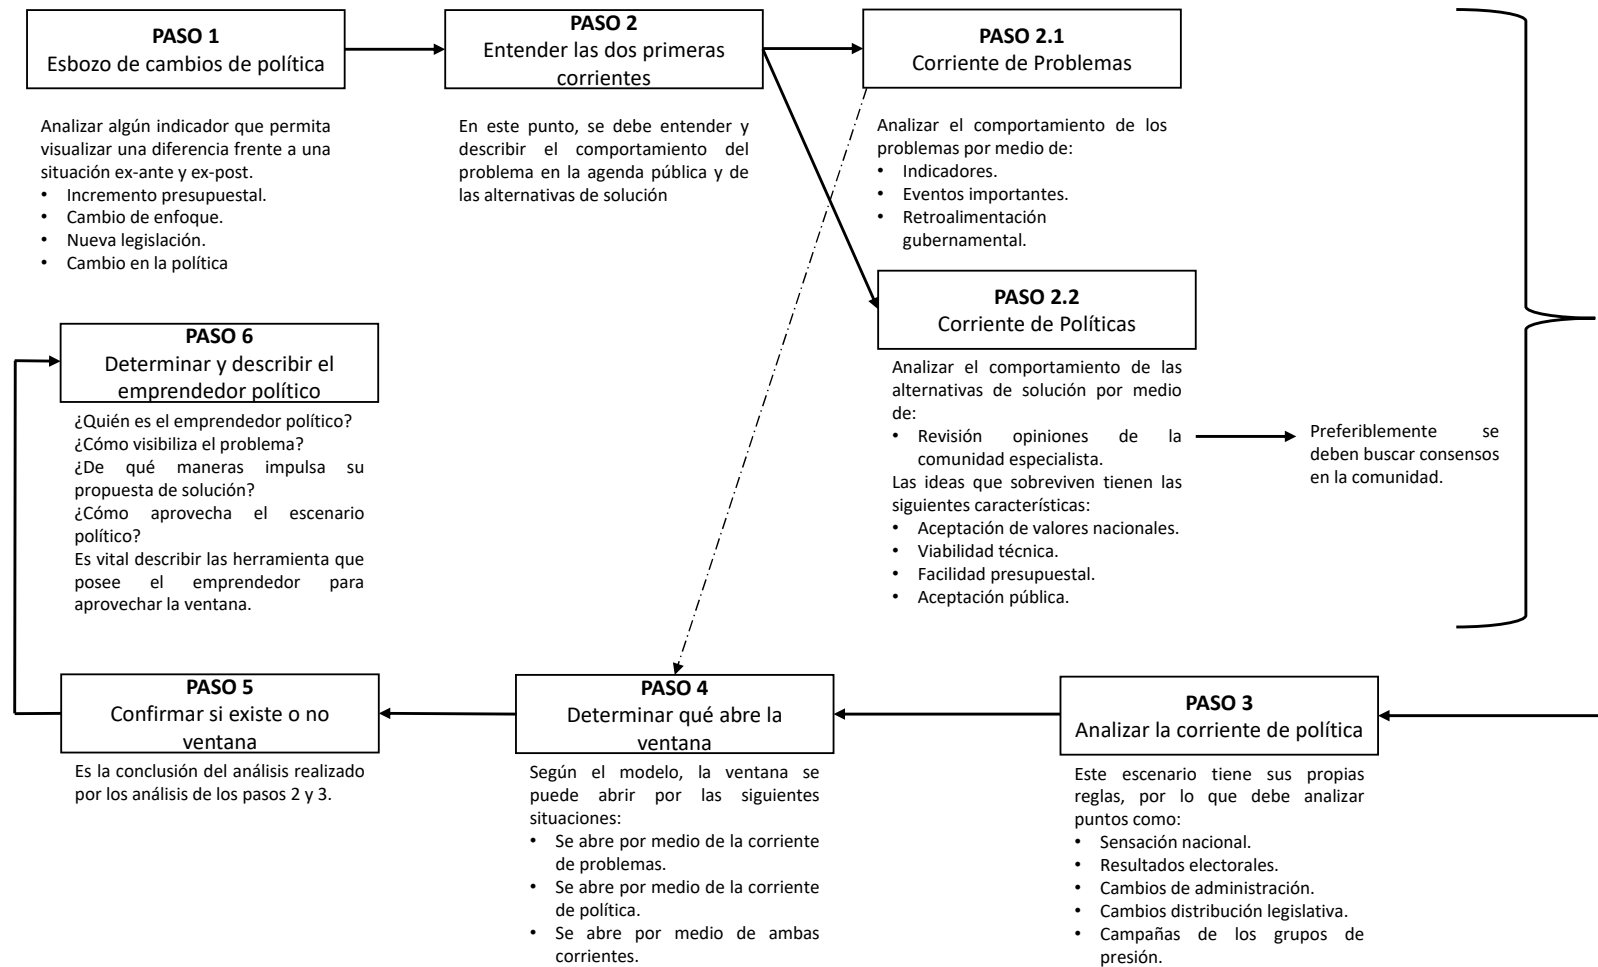 PASO 1
Esbozo de cambios de política
Analizar algún indicador que permita
visualizar una diferencia frente a una
situación ex-ante y ex-post.
• Incremento presupuestal.
• Cambio de enfoque.
• Nueva legislación.
• Cambio en la política
PASO 2
Entender las dos primeras
corrientes
En este punto, se debe entender y
describir el comportamiento del
problema en la agenda pública y de
las alternativas de solución
PASO 2.1
Corriente de Problemas
Analizar el comportamiento de los
problemas por medio de:
• Indicadores.
• Eventos importantes.
• Retroalimentación
gubernamental.
PASO 2.2
Corriente de Políticas
Analizar el comportamiento de las
alternativas de solución por medio
de:
• Revisión opiniones de la
comunidad especialista.
Las ideas que sobreviven tienen las
siguientes características:
• Aceptación de valores nacionales.
• Viabilidad técnica.
• Facilidad presupuestal.
• Aceptación pública.
Preferiblemente se
deben buscar consensos
en la comunidad.
PASO 3
Analizar la corriente de política
Este escenario tiene sus propias
reglas, por lo que debe analizar
puntos como:
• Sensación nacional.
• Resultados electorales.
• Cambios de administración.
• Cambios distribución legislativa.
• Campañas de los grupos de
presión.
PASO 4
Determinar qué abre la
ventana
Según el modelo, la ventana se
puede abrir por las siguientes
situaciones:
• Se abre por medio de la corriente
de problemas.
• Se abre por medio de la corriente
de política.
• Se abre por medio de ambas
corrientes.
PASO 5
Confirmar si existe o no
ventana
Es la conclusión del análisis realizado
por los análisis de los pasos 2 y 3.
PASO 6
Determinar y describir el
emprendedor político
¿Quién es el emprendedor político?
¿Cómo visibiliza el problema?
¿De qué maneras impulsa su
propuesta de solución?
¿Cómo aprovecha el escenario
político?
Es vital describir las herramienta que
posee el emprendedor para
aprovechar la ventana.